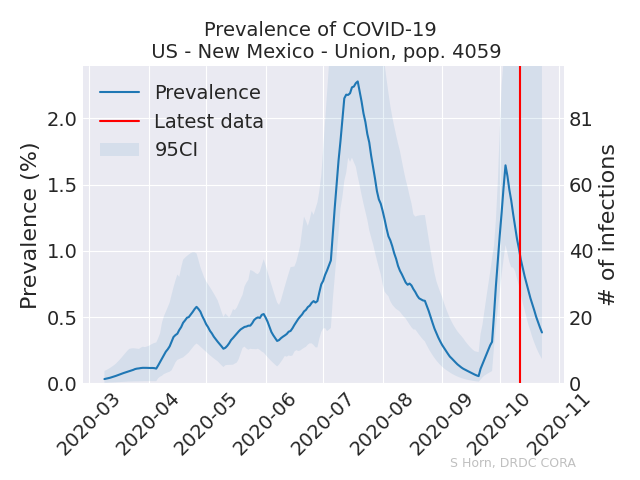 Prevalence of COVID-19
US - New Mexico - Union, pop. 4059
Prevalence
Latest data
95CI
Prevalence (%)
2.0
1.5
1.0
0.5
0.0
81
60
40
20
0
# of infections
2020-03
2020-04
2020-05
2020-06
2020-07
2020-08
2020-09
2020-10
2020-11
S Horn, DRDC CORA